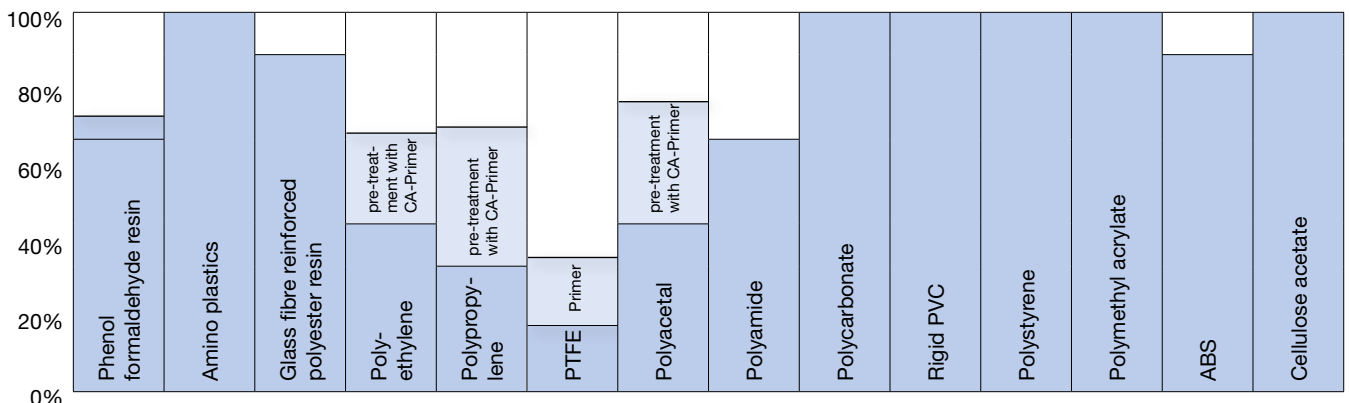 100%
80%
60%
40%
20%
0%
Phenol
formaldehyde resin
Amino plastics
Glass fibre reinforced
polyester resin
pre-treat-
ment with
CA-Primer
Poly-
ethylene
pre-treatment
with CA-Primer
Polypropy-
lene
Primer
PTFE
pre-treatment
with CA-Primer
Polyacetal
Polyamide
Polycarbonate
Rigid PVC
Polystyrene
Polymethyl acrylate
ABS
Cellulose acetate